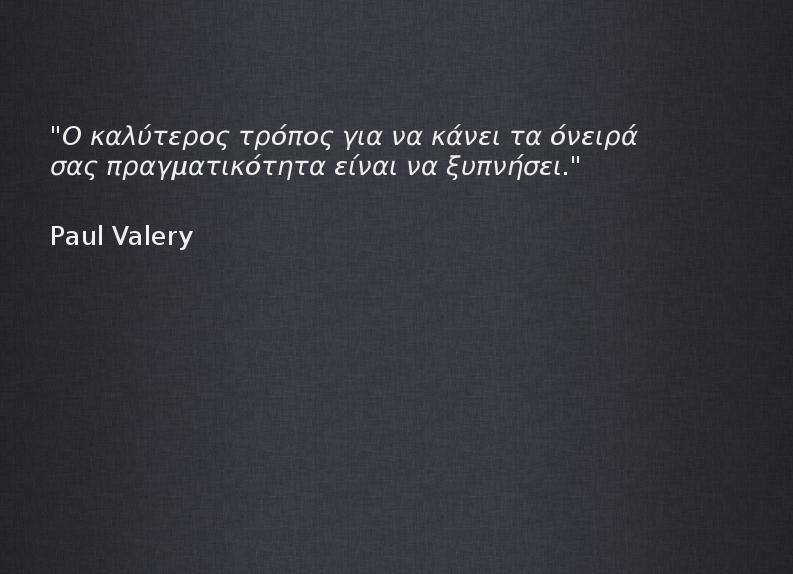 "Ο καλύτερος τρόπος για να κάνει τα όνειρά
σας πραγματικότητα είναι να ξυπνήσει."
Paul Valery